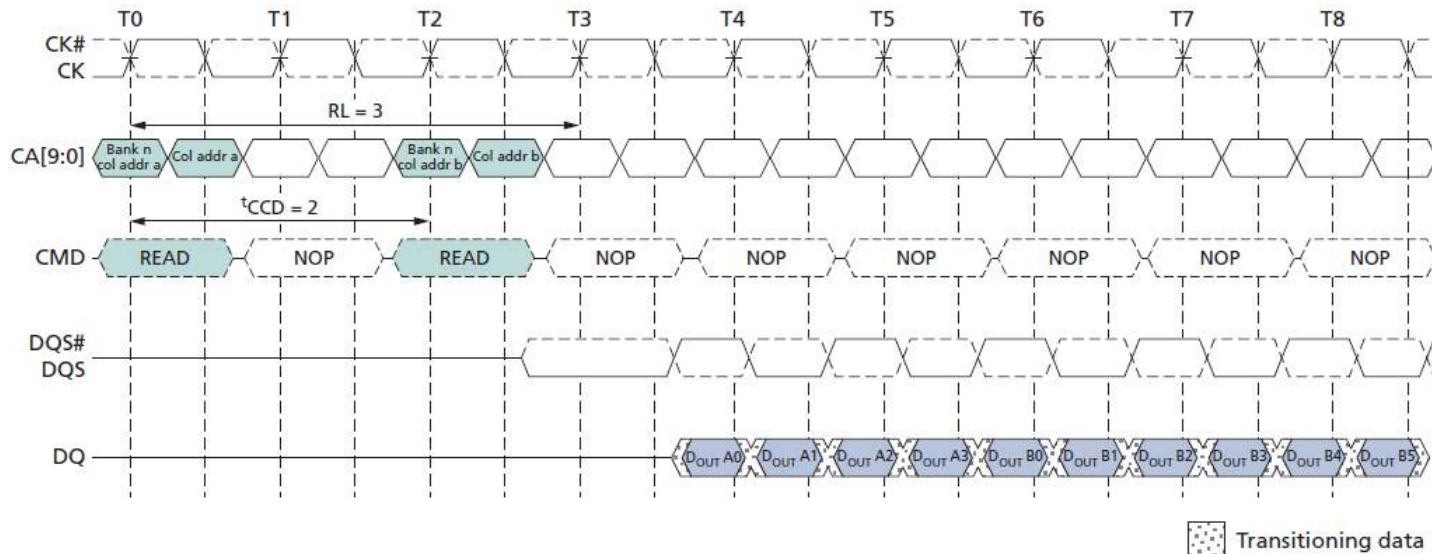 T0 T1 T2 T3 T4 T5 T6 T7 T8
CK#
CK
RL = 3
CA[9:0]
Bank n
col addr a
Col addr a
Bank n
col addr b
Col addr b
tCCD = 2
CMD READ NOP READ NOP NOP NOP NOP NOP NOP
DQS#
DQS
DQ DOUT A0 DOUT A1 DOUT A2 DOUT A3 DOUT B0 DOUT B1 DOUT B2 DOUT B3 DOUT B4 DOUT B5
Transitioning data